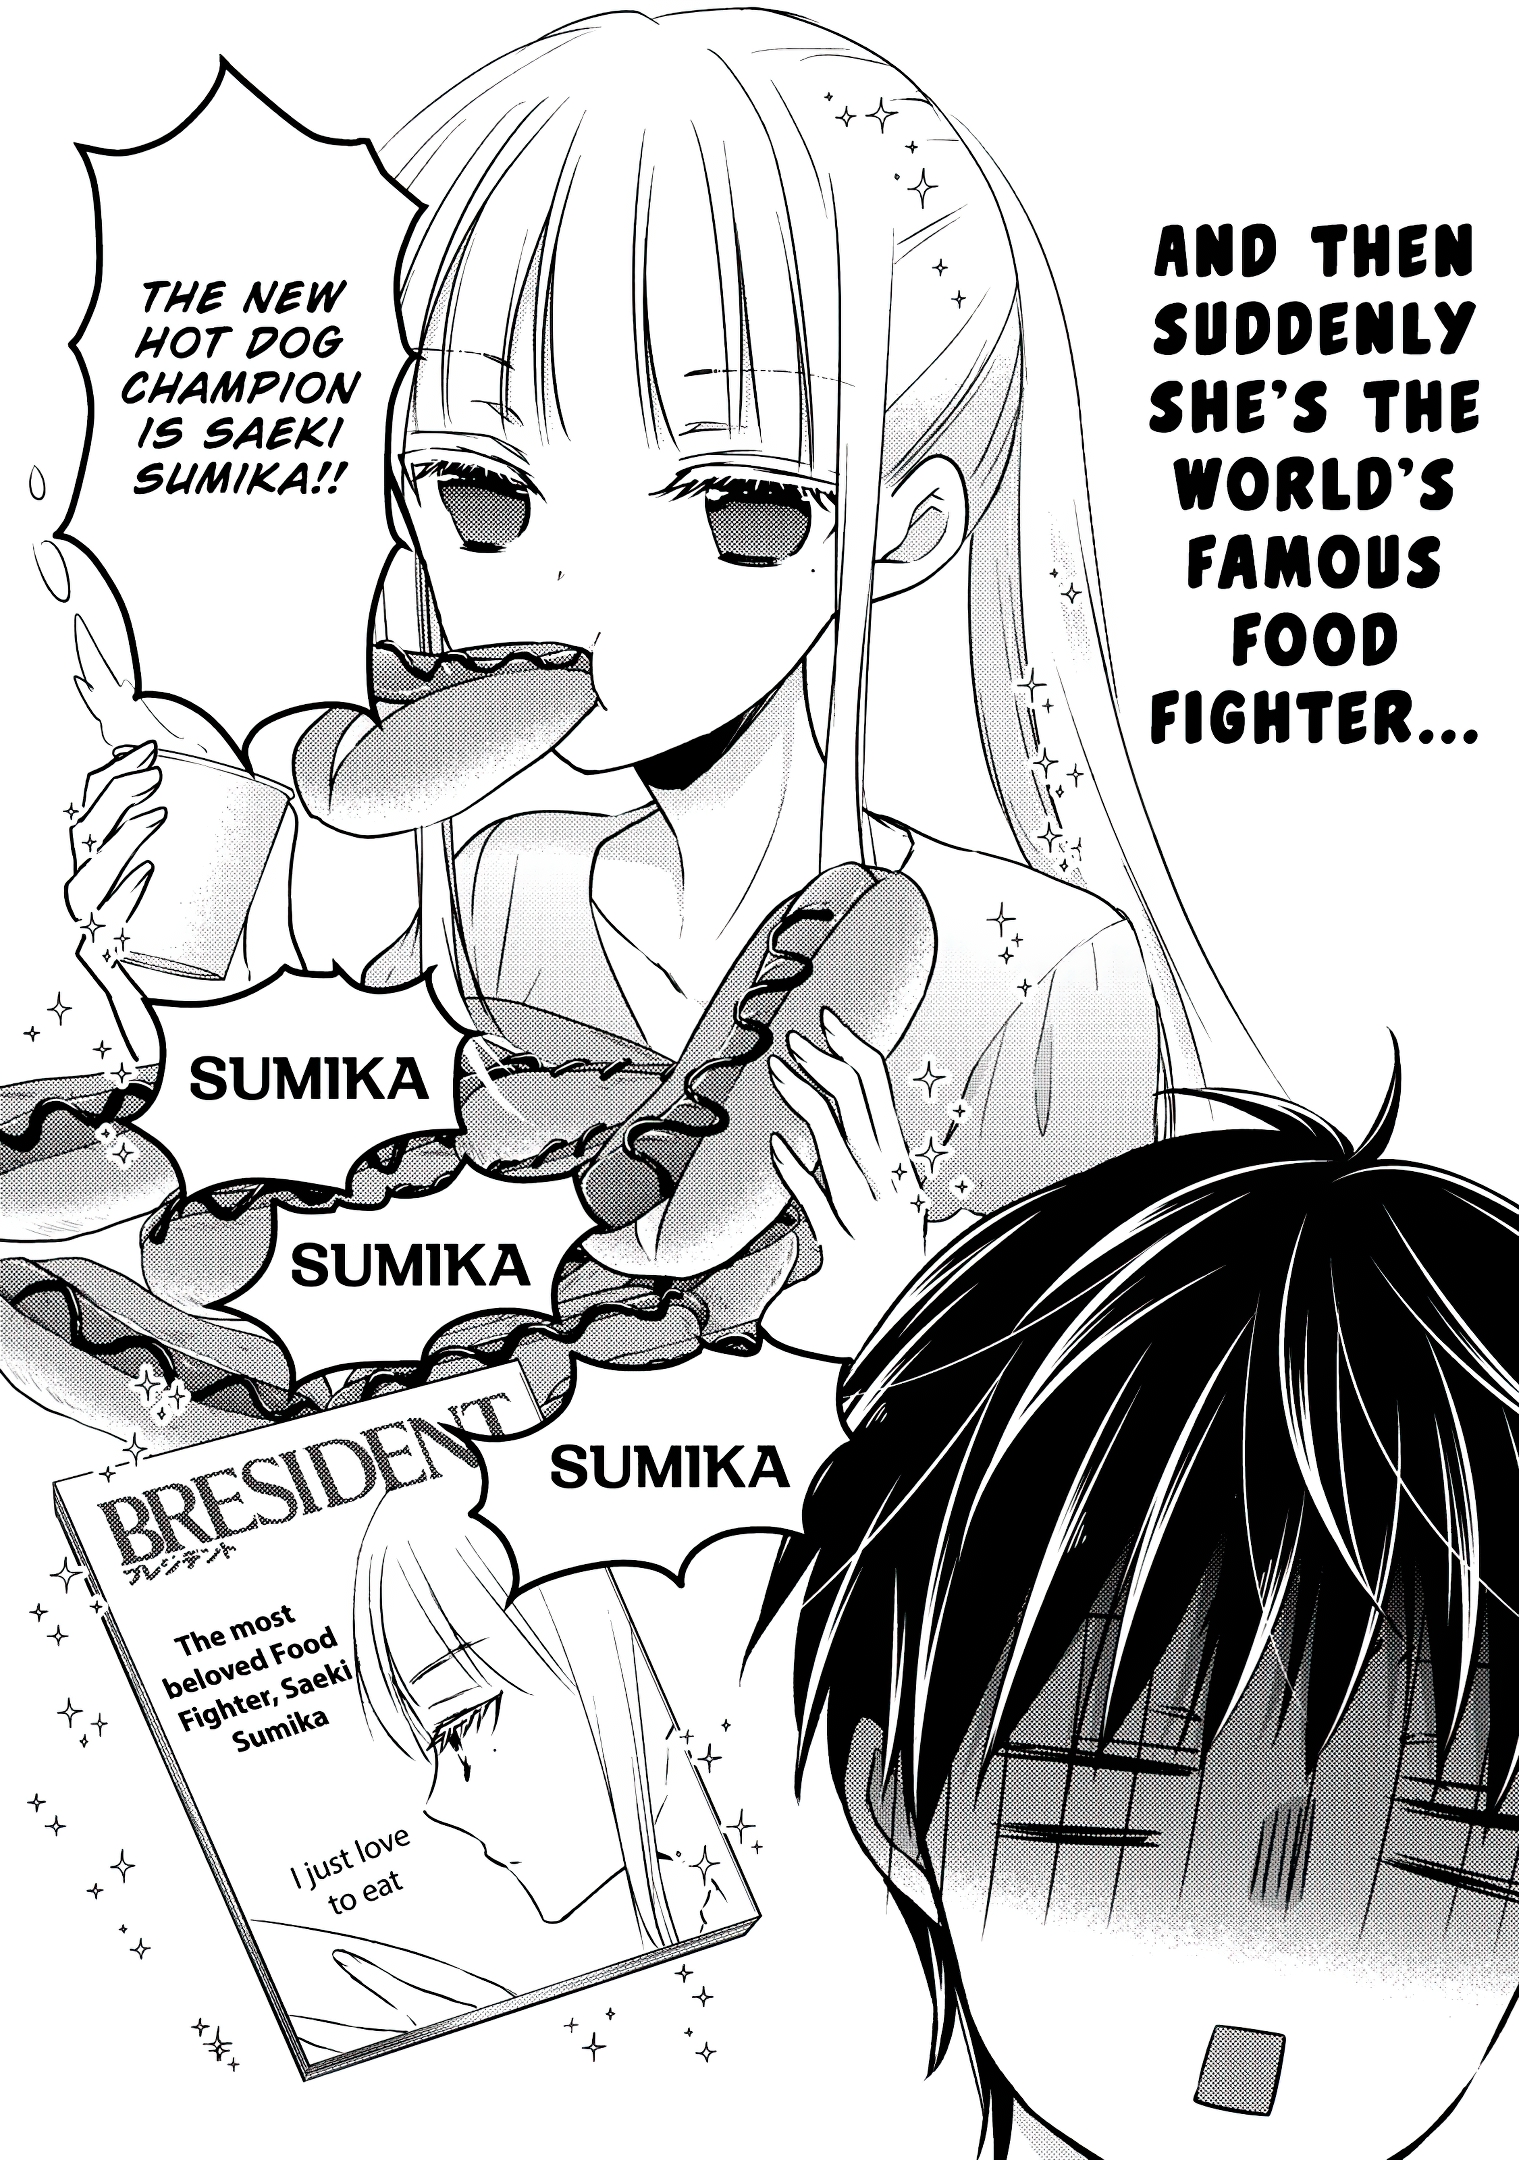 AND THEN
SUDDENLY
SHE'S THE
WORLD'S
FAMOUS
FOOD
FIGHTER...
THE NEW
HOT DOG
CHAMPION
IS SAEKI
SUMIKA!!
SUMIKA
SUMIKA
SUMIKA
BRESIDENT
ブレジデント
The most
beloved Food
Fighter, Saeki
Sumika
I just love
to eat